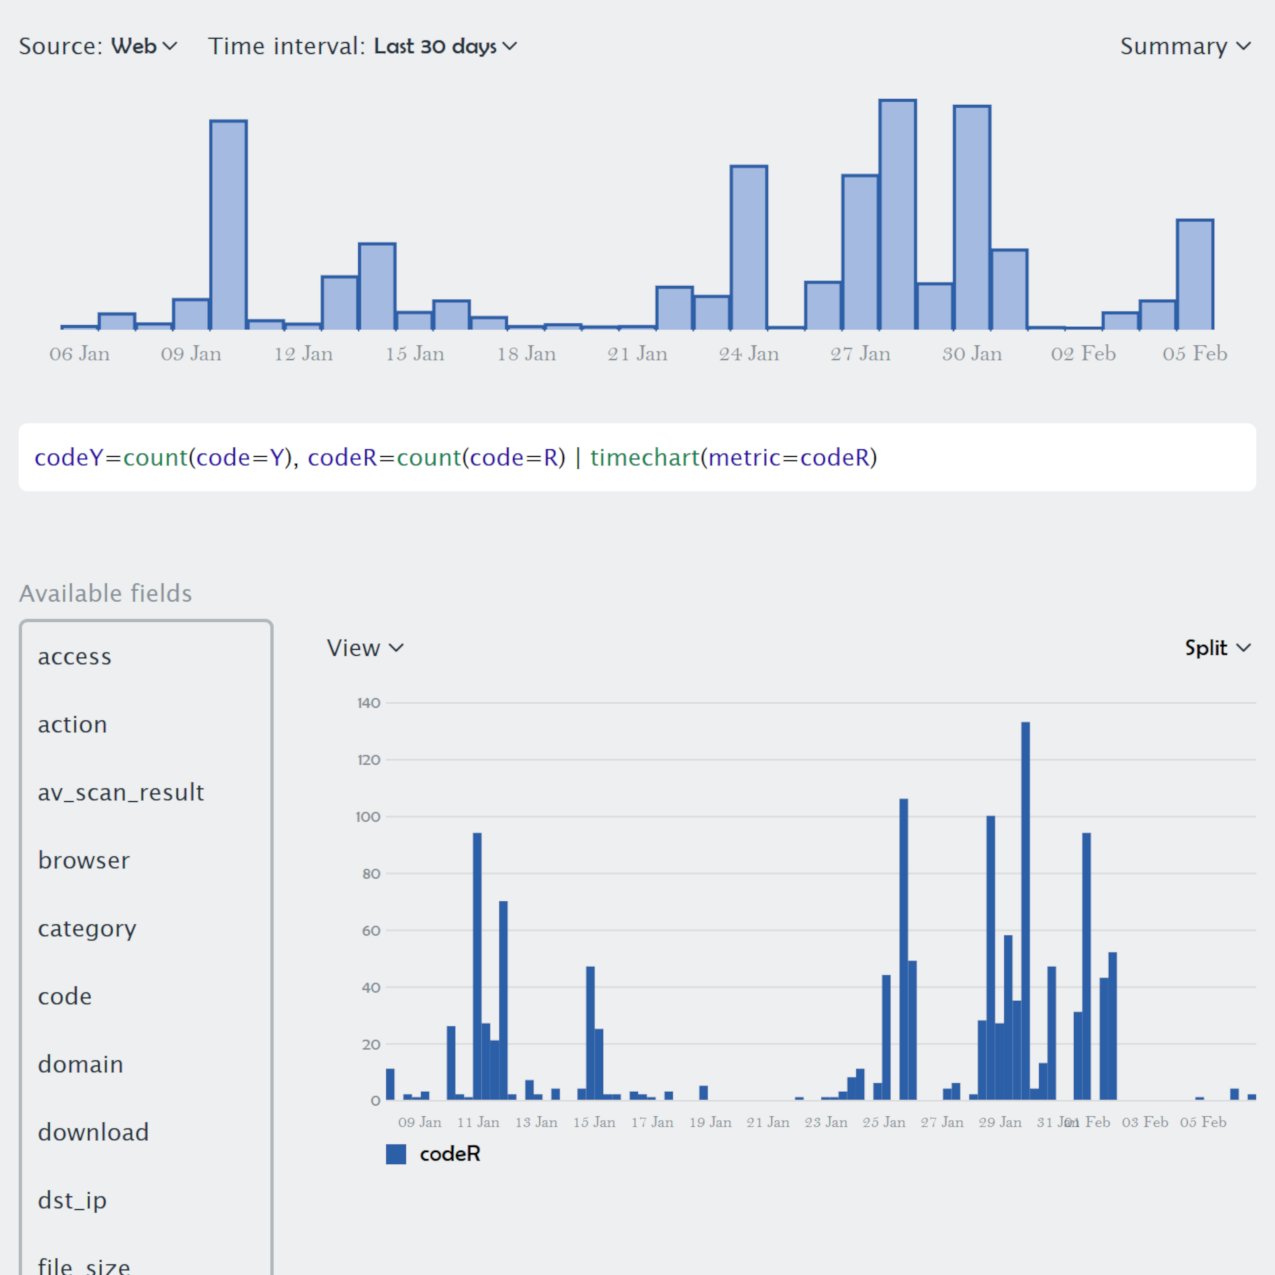 Source: Web Time interval: Last 30 days Summary
06 Jan 09 Jan 12 Jan 15 Jan 18 Jan 21 Jan 24 Jan 27 Jan 30 Jan 02 Feb 05 Feb
codeY=count(code=Y), codeR=count(code=R) | timechart(metric=codeR)
Available fields
access
action
av_scan_result
browser
category
code
domain
download
dst_ip
file_size
View Split
140
120
100
80
60
40
20
0
09 Jan 11 Jan 13 Jan 15 Jan 17 Jan 19 Jan 21 Jan 23 Jan 25 Jan 27 Jan 29 Jan 31 Jan 01 Feb 03 Feb 05 Feb
codeR